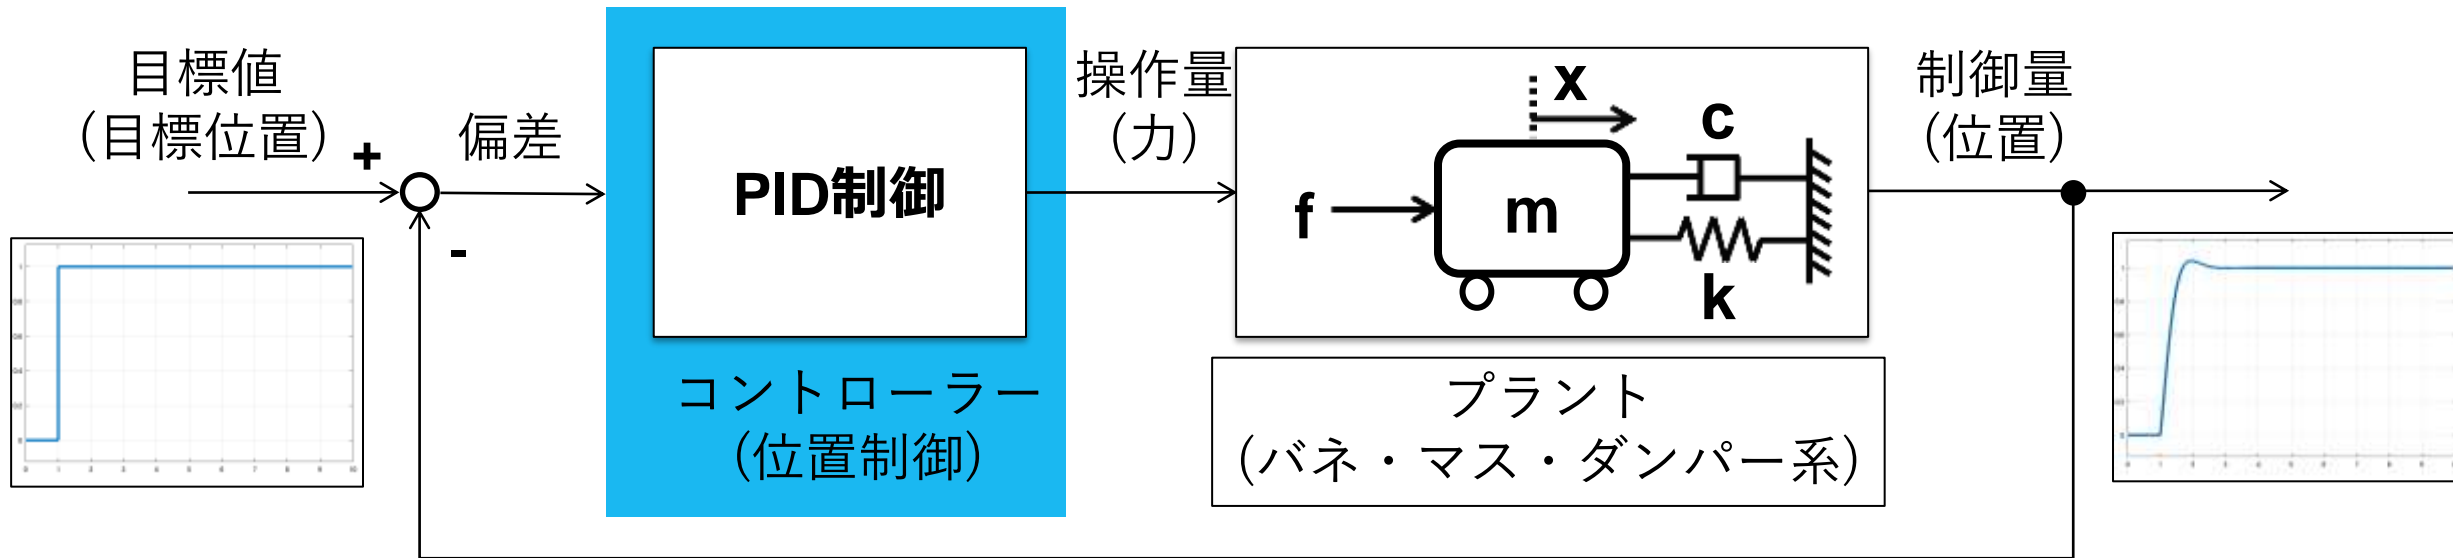 目標値
(目標位置)
+
-
偏差
PID制御
コントローラー
(位置制御)
操作量
(力)
x
c
f
m
k
プラント
(バネ・マス・ダンパー系)
制御量
(位置)